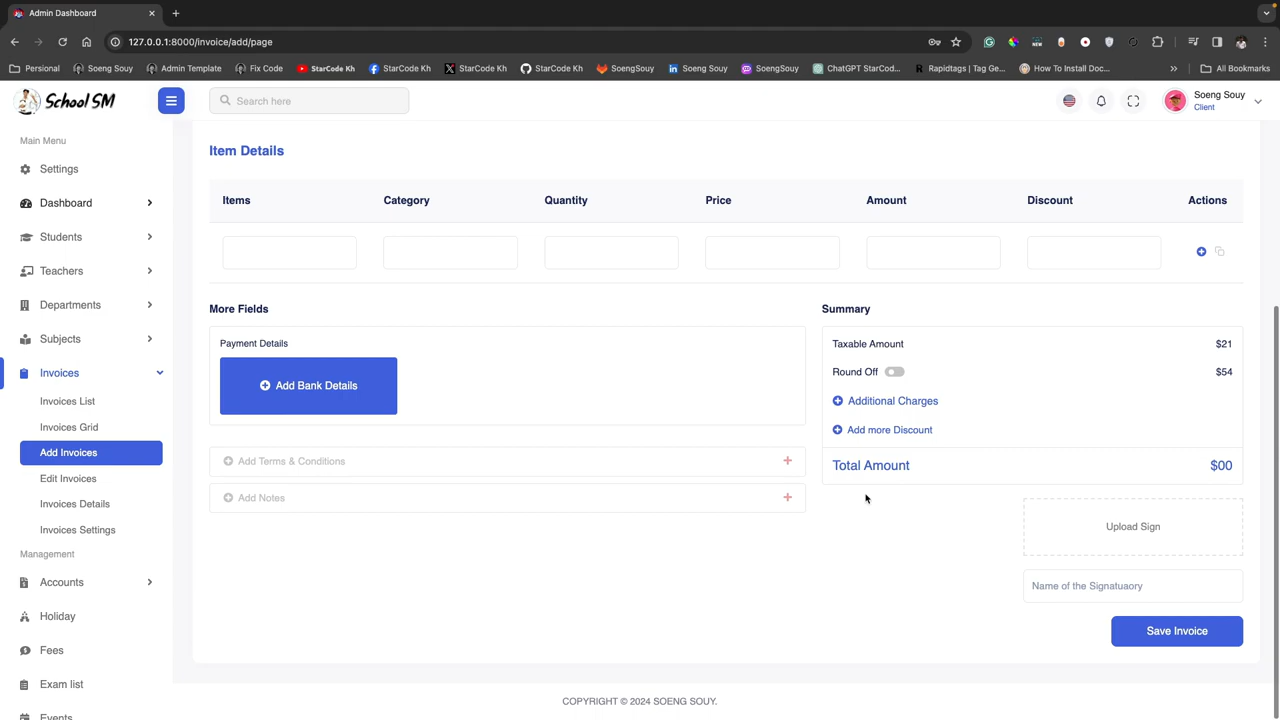 Admin Dashboard
127.0.0.1:8000/invoice/add/page
Personal
Soeng Souy
Admin Template
Fix Code
StarCode Kh
StarCode Kh
StarCode Kh
StarCode Kh
SoengSouy
Soeng Souy
SoengSouy
ChatGPT StarCod...
Rapidtags | Tag Ge...
How To Install Doc...
»
All Bookmarks
School SM
Search here
Soeng Souy
Client
Main Menu
Settings
Dashboard
Students
Teachers
Departments
Subjects
Invoices
Invoices List
Invoices Grid
Add Invoices
Edit Invoices
Invoices Details
Invoices Settings
Management
Accounts
Holiday
Fees
Exam list
Events
Item Details
Items Category Quantity Price Amount Discount Actions
More Fields
Payment Details
Add Bank Details
Add Terms & Conditions
Add Notes
Summary
Taxable Amount $21
Round Off $54
Additional Charges
Add more Discount
Total Amount $00
Upload Sign
Name of the Signatuaory
Save Invoice
COPYRIGHT © 2024 SOENG SOUY.